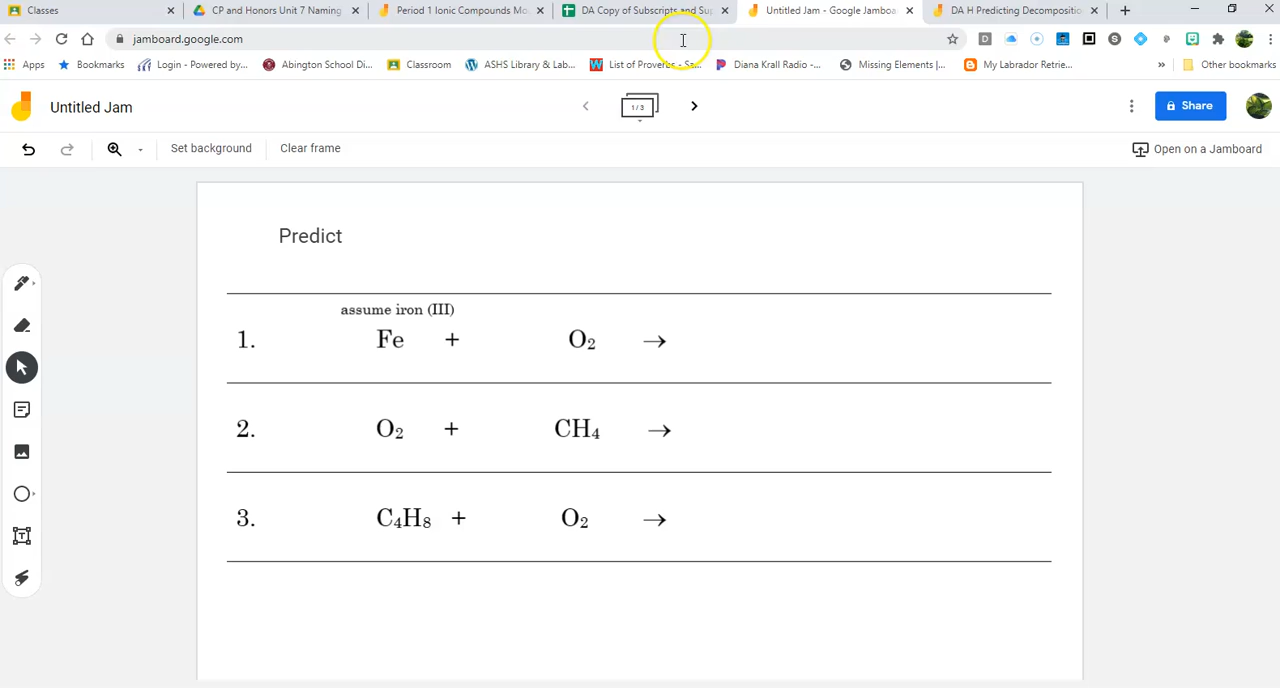 Classes
CP and Honors Unit 7 Naming
Period 1 Ionic Compounds Mo
DA Copy of Subscripts and Sup
Untitled Jam - Google Jamboa
DA H Predicting Decompositio
jamboard.google.com
Apps
Bookmarks
Login - Powered by...
Abington School Di...
Classroom
ASHS Library & Lab...
List of Proverbs - Sa...
Diana Krall Radio -...
Missing Elements |...
My Labrador Retrie...
»
Other bookmarks
Untitled Jam
1 / 3
Share
Set background
Clear frame
Open on a Jamboard
Predict
assume iron (III)
1. Fe + O₂ →
2. O₂ + CH₄ →
3. C₄H₈ + O₂ →